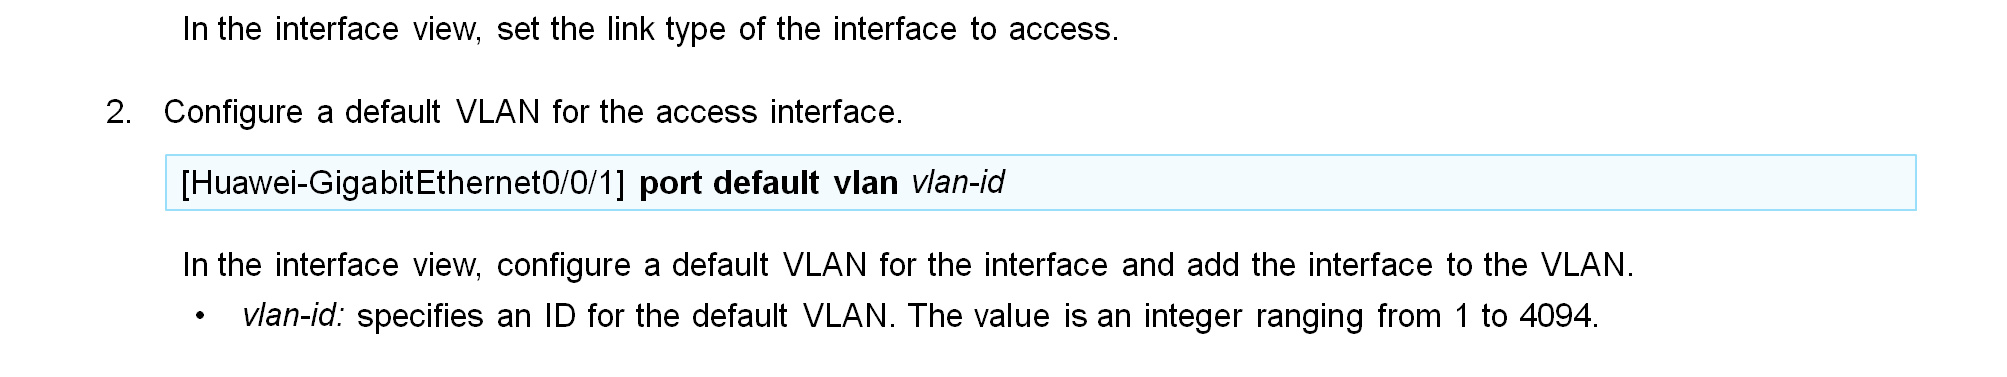 In the interface view, set the link type of the interface to access.
2. Configure a default VLAN for the access interface.
[Huawei-GigabitEthernet0/0/1] port default vlan vlan-id
In the interface view, configure a default VLAN for the interface and add the interface to the VLAN.
• vlan-id: specifies an ID for the default VLAN. The value is an integer ranging from 1 to 4094.